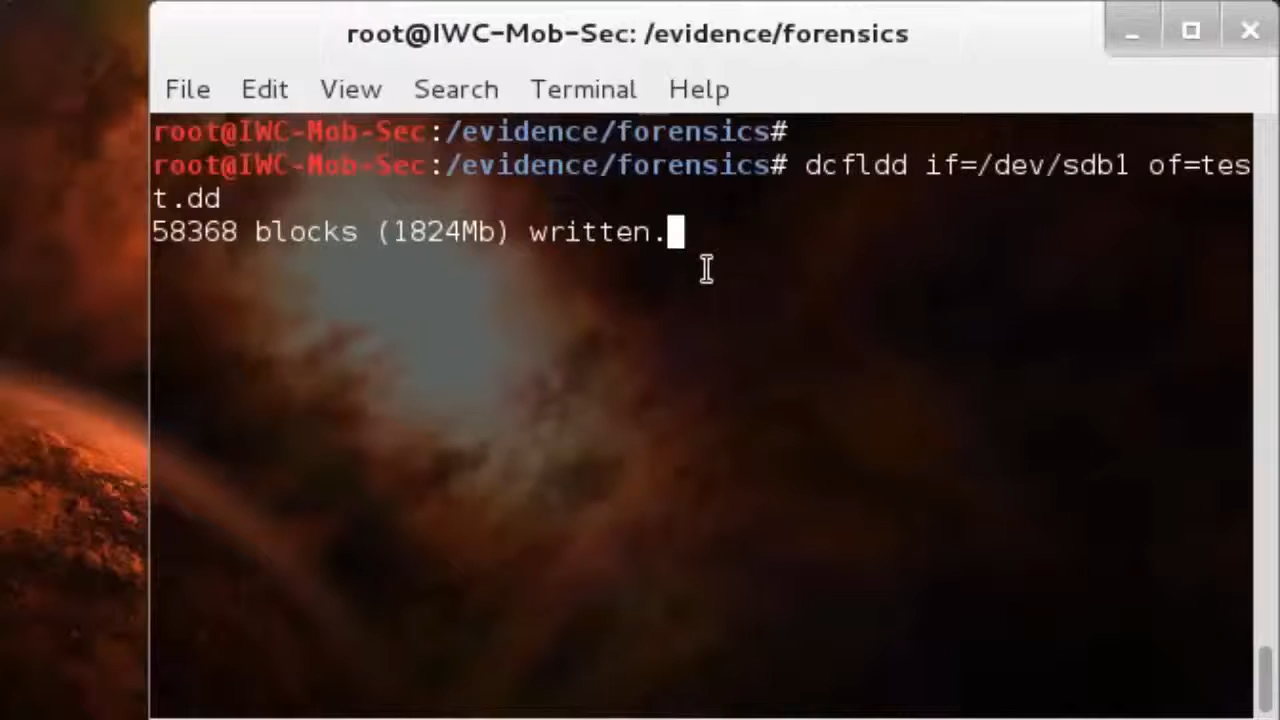 root@IWC-Mob-Sec: /evidence/forensics
File Edit View Search Terminal Help
root@IWC-Mob-Sec:/evidence/forensics#
root@IWC-Mob-Sec:/evidence/forensics# dcfldd if=/dev/sdb1 of=tes
t.dd
58368 blocks (1824Mb) written.